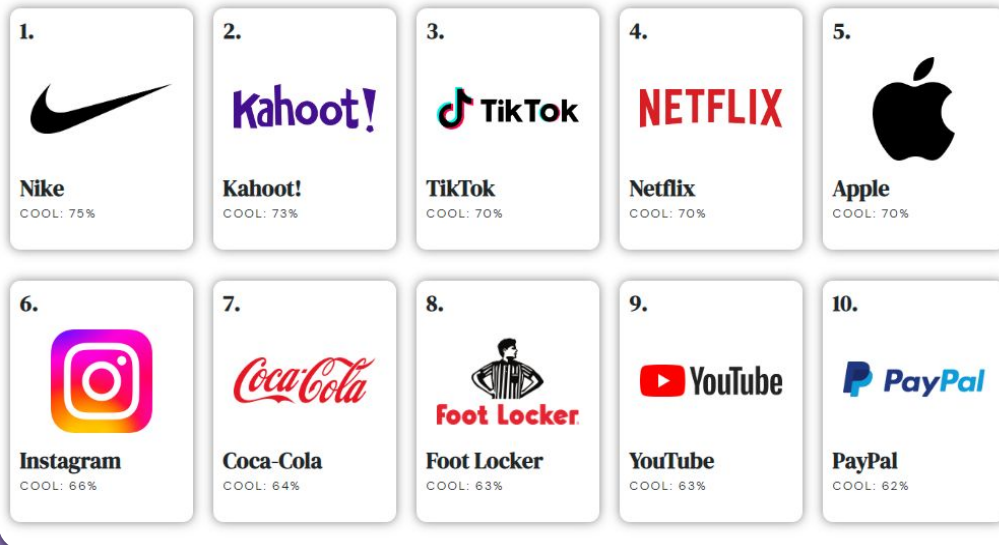 1.
Nike
COOL: 75%
2.
Kahoot!
Kahoot!
COOL: 73%
3.
TikTok
TikTok
COOL: 70%
4.
NETFLIX
Netflix
COOL: 70%
5.
Apple
COOL: 70%
6.
Instagram
COOL: 66%
7.
Coca-Cola
Coca-Cola
COOL: 64%
8.
Foot Locker
Foot Locker
COOL: 63%
9.
YouTube
YouTube
COOL: 63%
10.
PayPal
PayPal
COOL: 62%